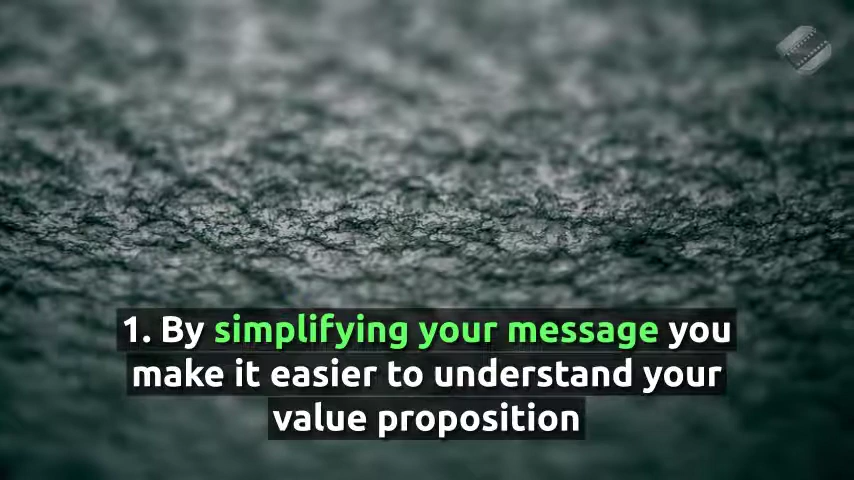 1. By simplifying your message you
make it easier to understand your
value proposition